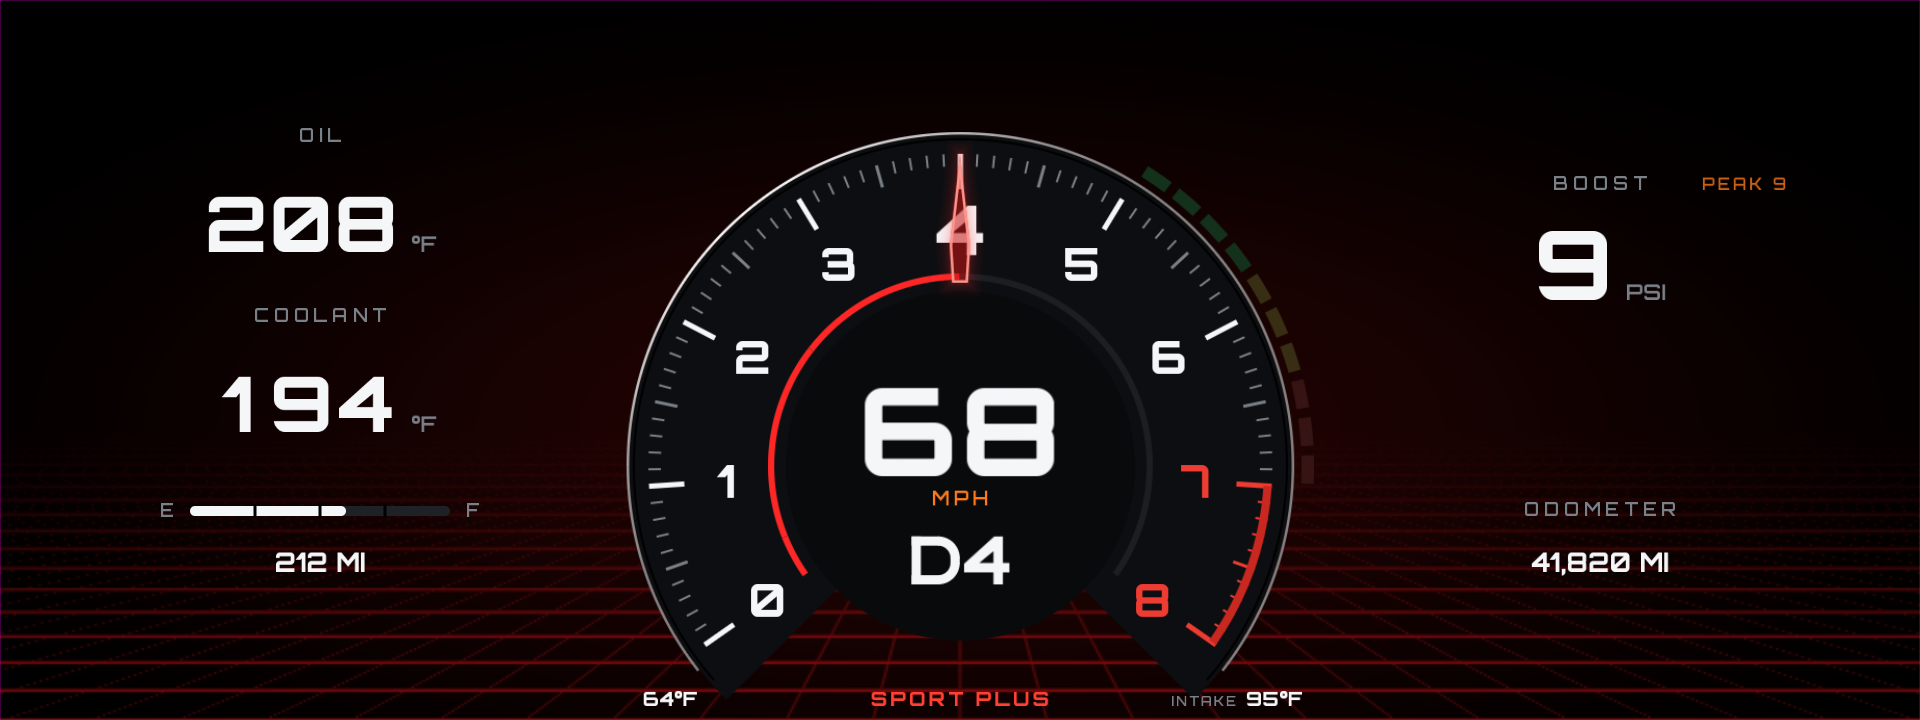 OIL
208 °F
COOLANT
194 °F
E F
212 MI
0
1
2
3
4
5
6
7
8
68
MPH
D4
64°F
SPORT PLUS
INTAKE 95°F
BOOST PEAK 9
9 PSI
ODOMETER
41,820 MI